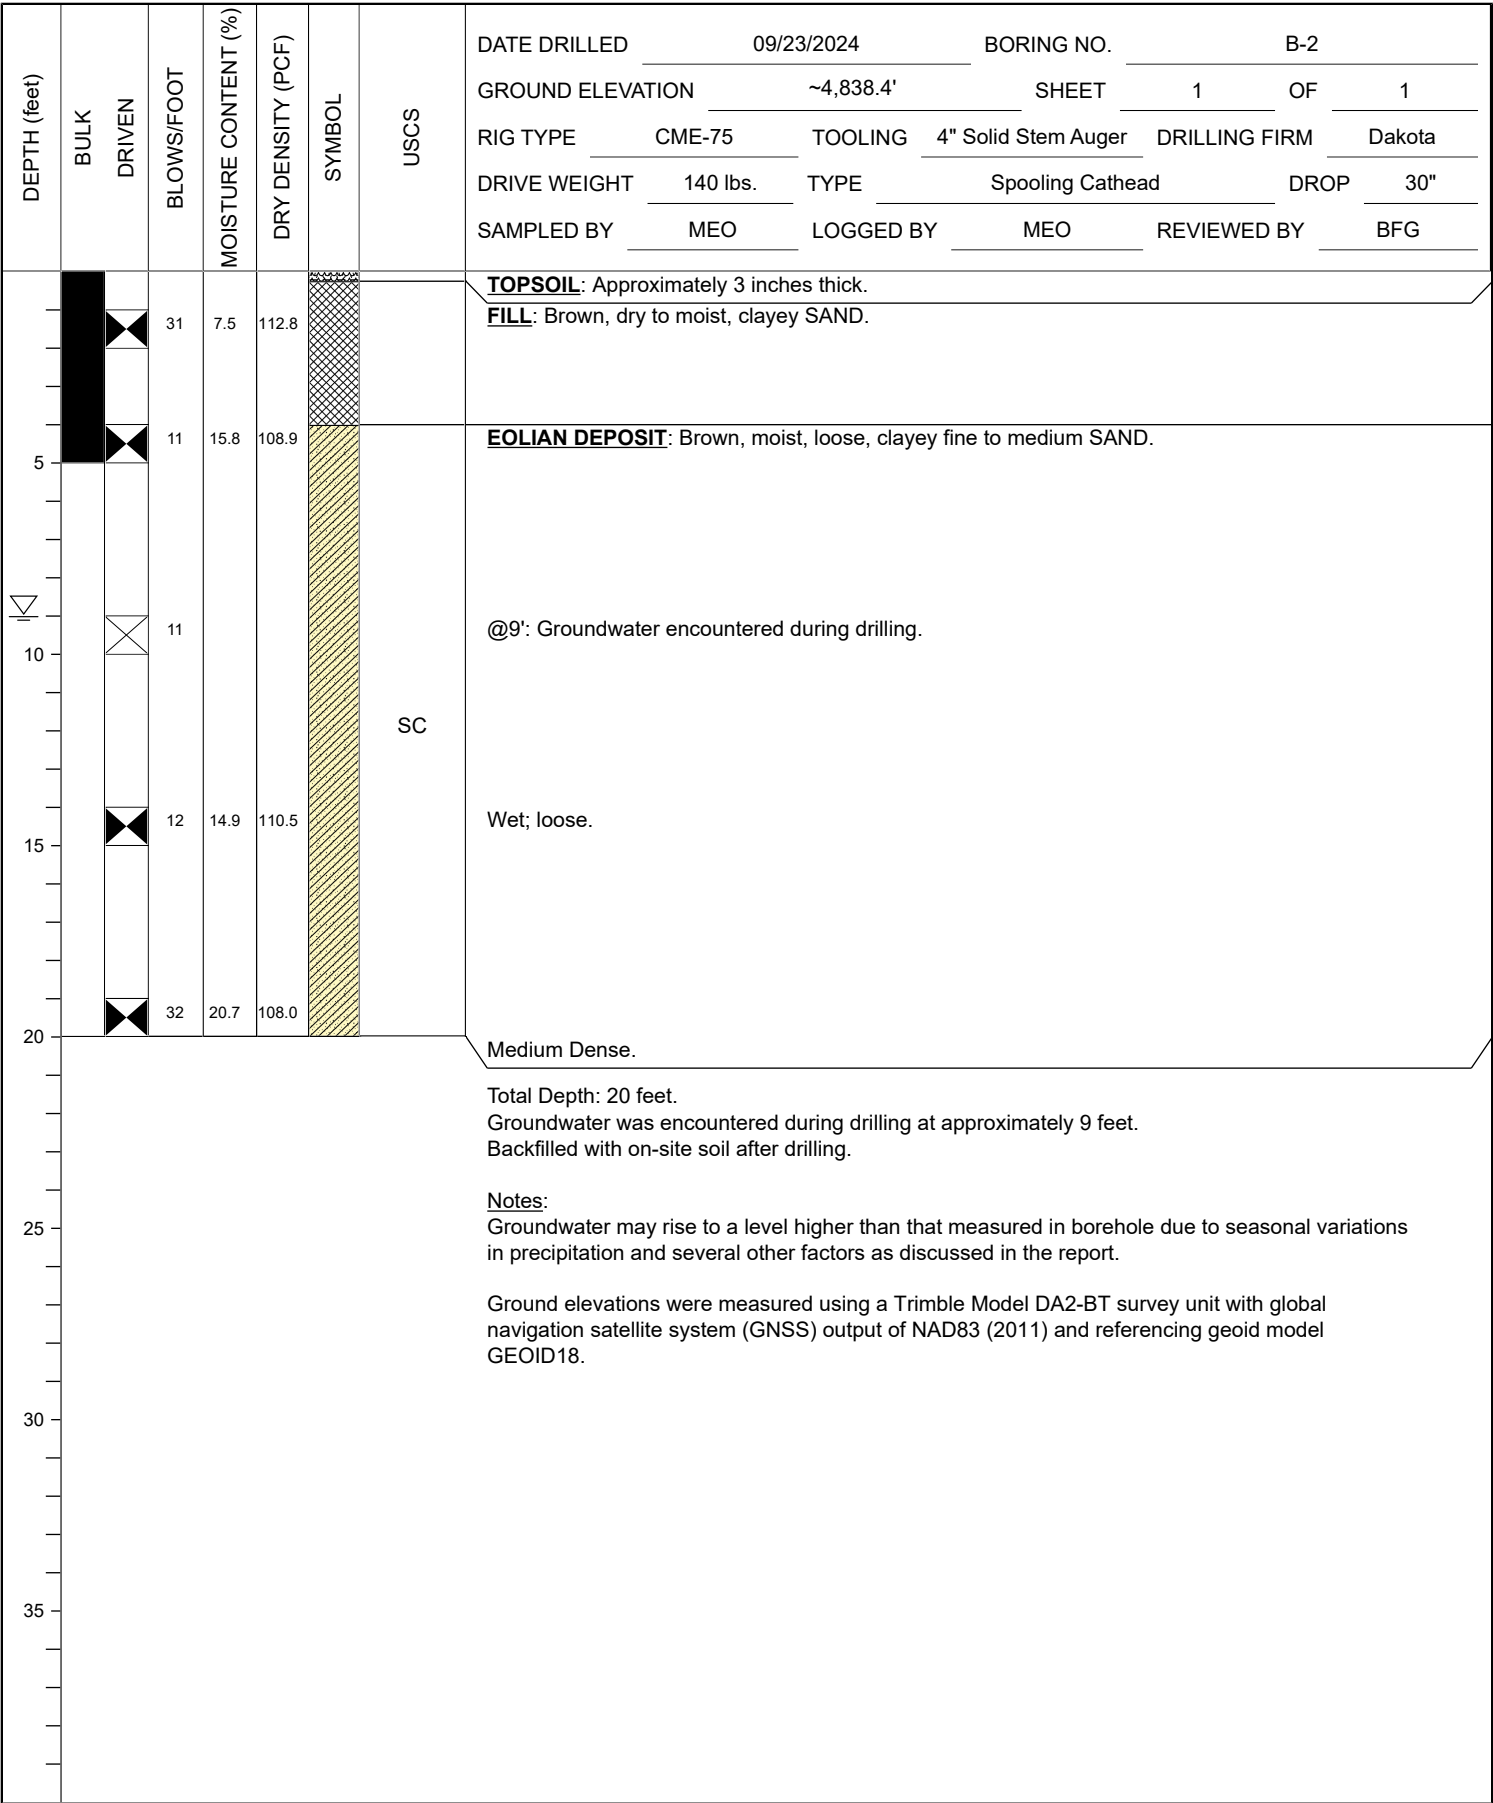 DEPTH (feet)
BULK
DRIVEN
BLOWS/FOOT
MOISTURE CONTENT (%)
DRY DENSITY (PCF)
SYMBOL
USCS
DATE DRILLED 09/23/2024 BORING NO. B-2
GROUND ELEVATION ~4,838.4' SHEET 1 OF 1
RIG TYPE CME-75 TOOLING 4" Solid Stem Auger DRILLING FIRM Dakota
DRIVE WEIGHT 140 lbs. TYPE Spooling Cathead DROP 30"
SAMPLED BY MEO LOGGED BY MEO REVIEWED BY BFG
TOPSOIL: Approximately 3 inches thick.
31 7.5 112.8 FILL: Brown, dry to moist, clayey SAND.
11 15.8 108.9 EOLIAN DEPOSIT: Brown, moist, loose, clayey fine to medium SAND.
5
11 @9': Groundwater encountered during drilling.
10
SC
12 14.9 110.5 Wet; loose.
15
32 20.7 108.0
20
Medium Dense.
Total Depth: 20 feet.
Groundwater was encountered during drilling at approximately 9 feet.
Backfilled with on-site soil after drilling.
Notes:
25 Groundwater may rise to a level higher than that measured in borehole due to seasonal variations
in precipitation and several other factors as discussed in the report.
Ground elevations were measured using a Trimble Model DA2-BT survey unit with global
navigation satellite system (GNSS) output of NAD83 (2011) and referencing geoid model
GEOID18.
30
35